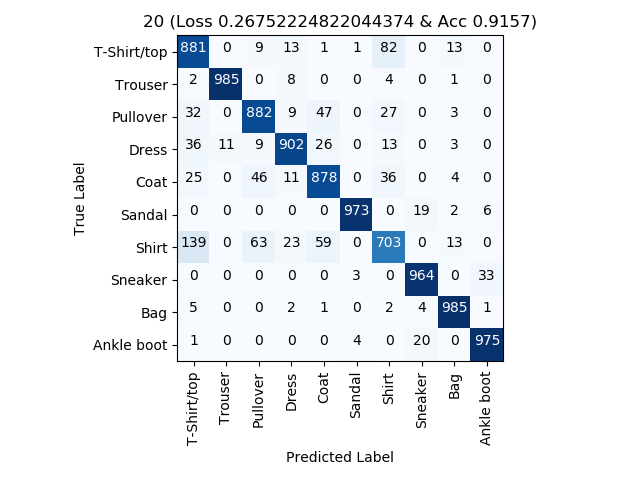 20 (Loss 0.26752224822044374 & Acc 0.9157)
True Label
T-Shirt/top 881 0 9 13 1 1 82 0 13 0
Trouser 2 985 0 8 0 0 4 0 1 0
Pullover 32 0 882 9 47 0 27 0 3 0
Dress 36 11 9 902 26 0 13 0 3 0
Coat 25 0 46 11 878 0 36 0 4 0
Sandal 0 0 0 0 0 973 0 19 2 6
Shirt 139 0 63 23 59 0 703 0 13 0
Sneaker 0 0 0 0 0 3 0 964 0 33
Bag 5 0 0 2 1 0 2 4 985 1
Ankle boot 1 0 0 0 0 4 0 20 0 975
T-Shirt/top Trouser Pullover Dress Coat Sandal Shirt Sneaker Bag Ankle boot
Predicted Label